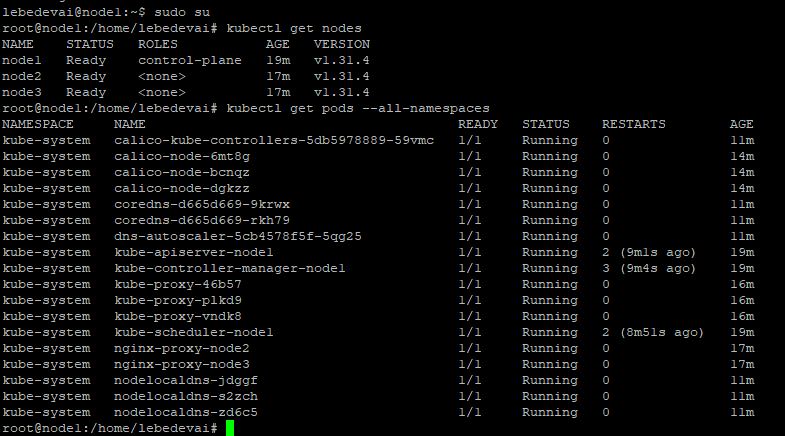 lebedevai@node1:~$ sudo su
root@node1:/home/lebedevai# kubectl get nodes
NAME    STATUS   ROLES           AGE   VERSION
node1   Ready    control-plane   19m   v1.31.4
node2   Ready    <none>          17m   v1.31.4
node3   Ready    <none>          17m   v1.31.4
root@node1:/home/lebedevai# kubectl get pods --all-namespaces
NAMESPACE     NAME                                       READY   STATUS    RESTARTS        AGE
kube-system   calico-kube-controllers-5db5978889-59vmc   1/1     Running   0               11m
kube-system   calico-node-6mt8g                          1/1     Running   0               14m
kube-system   calico-node-bcnqz                          1/1     Running   0               14m
kube-system   calico-node-dgkzz                          1/1     Running   0               14m
kube-system   coredns-d665d669-9krwx                     1/1     Running   0               11m
kube-system   coredns-d665d669-rkh79                     1/1     Running   0               11m
kube-system   dns-autoscaler-5cb4578f5f-5qg25            1/1     Running   0               11m
kube-system   kube-apiserver-node1                       1/1     Running   2 (9m1s ago)    19m
kube-system   kube-controller-manager-node1              1/1     Running   3 (9m4s ago)    19m
kube-system   kube-proxy-46b57                           1/1     Running   0               16m
kube-system   kube-proxy-plkd9                           1/1     Running   0               16m
kube-system   kube-proxy-vndk8                           1/1     Running   0               16m
kube-system   kube-scheduler-node1                       1/1     Running   2 (8m51s ago)   19m
kube-system   nginx-proxy-node2                          1/1     Running   0               17m
kube-system   nginx-proxy-node3                          1/1     Running   0               17m
kube-system   nodelocaldns-jdggf                         1/1     Running   0               11m
kube-system   nodelocaldns-s2zch                         1/1     Running   0               11m
kube-system   nodelocaldns-zd6c5                         1/1     Running   0               11m
root@node1:/home/lebedevai#